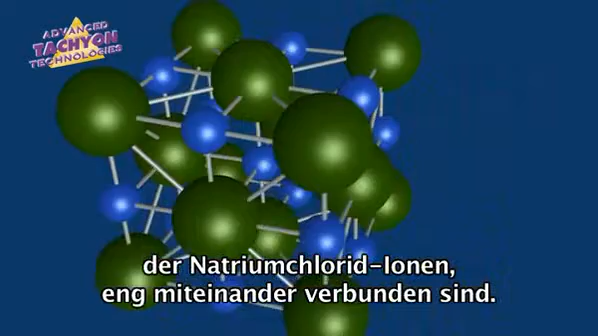 ADVANCED
TACHYON
TECHNOLOGIES
der Natriumchlorid-Ionen,
eng miteinander verbunden sind.